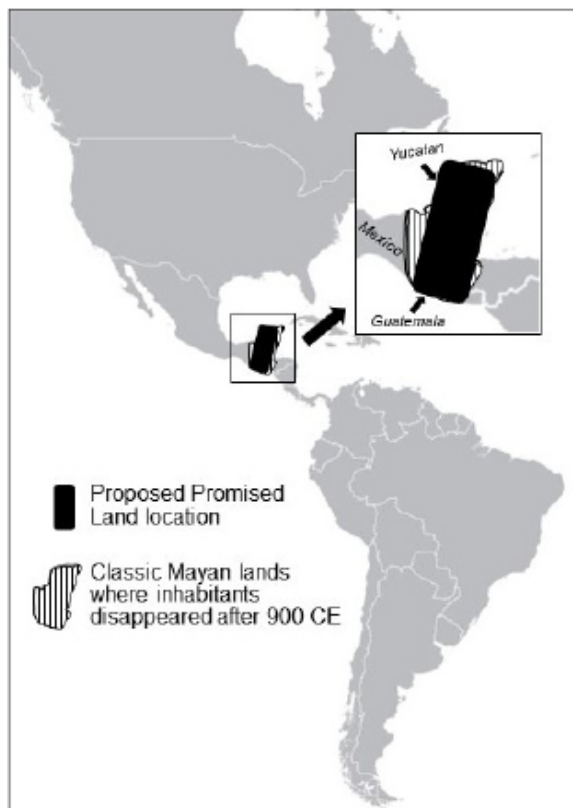 Yucatan
Mexico
Guatemala
Proposed Promised
Land location
Classic Mayan lands
where inhabitants
disappeared after 900 CE